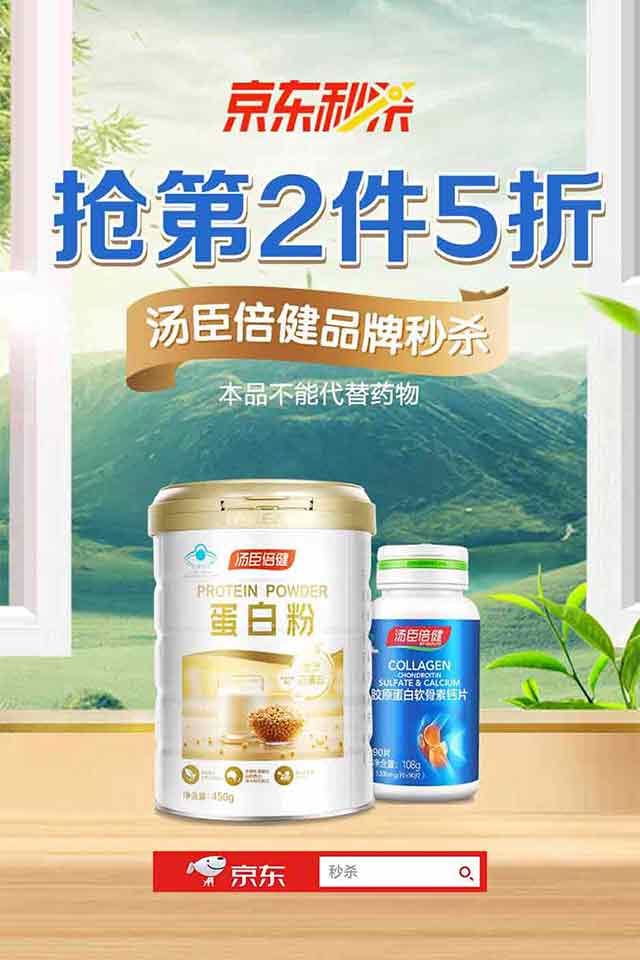 京东秒杀
抢第2件5折
汤臣倍健品牌秒杀
本品不能代替药物
汤臣倍健
PROTEIN POWDER
蛋白粉
净含量:450g
汤臣倍健
COLLAGEN
CHONDROITIN
SULFATE & CALCIUM
胶原蛋白软骨素钙片
90片
净含量:108g
京东
秒杀